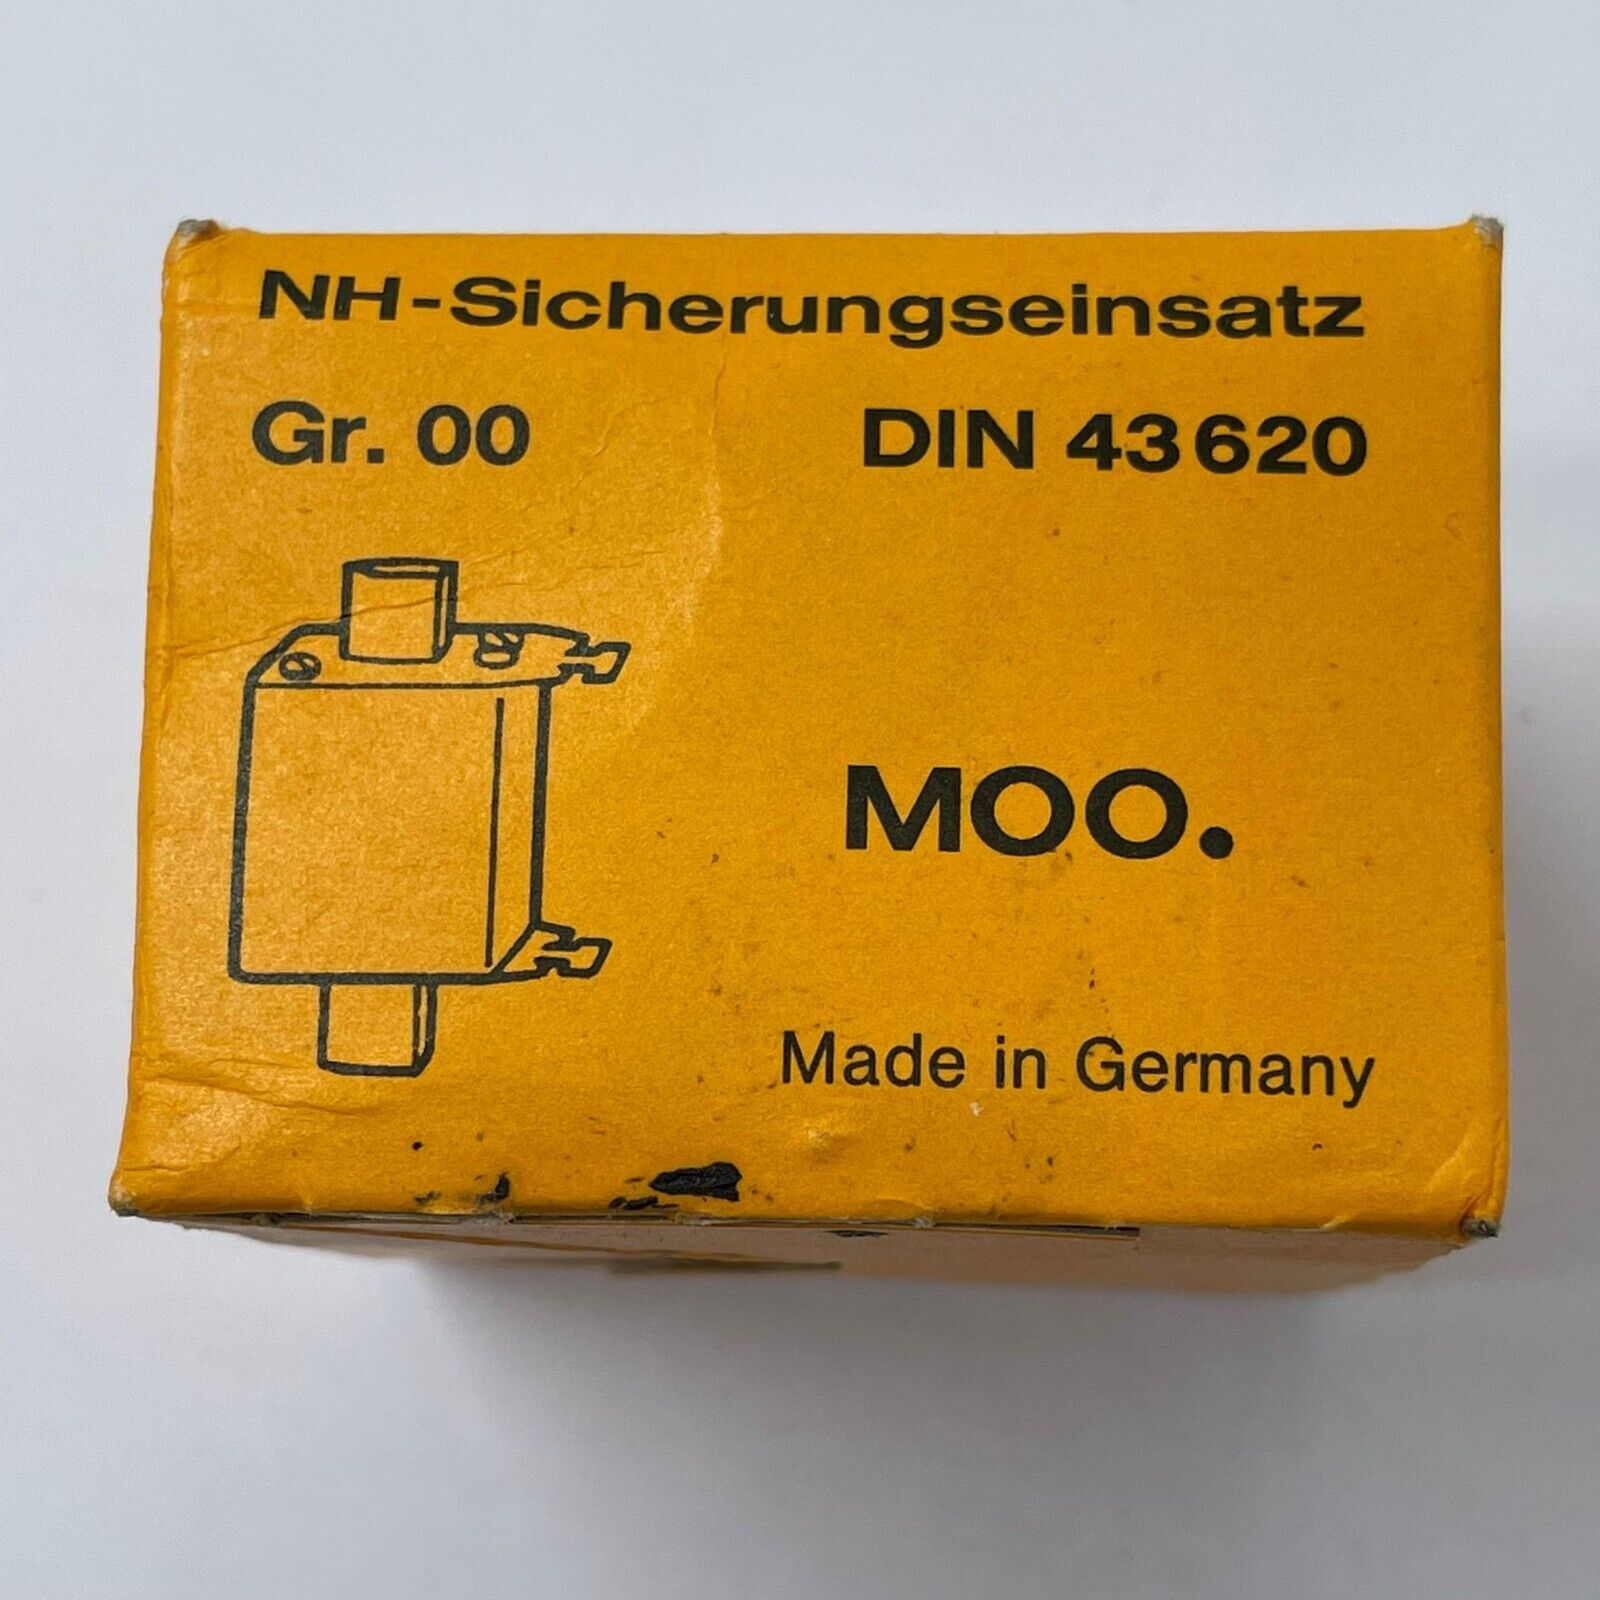 NH-Sicherungseinsatz
Gr. 00 DIN 43620
MOO.
Made in Germany